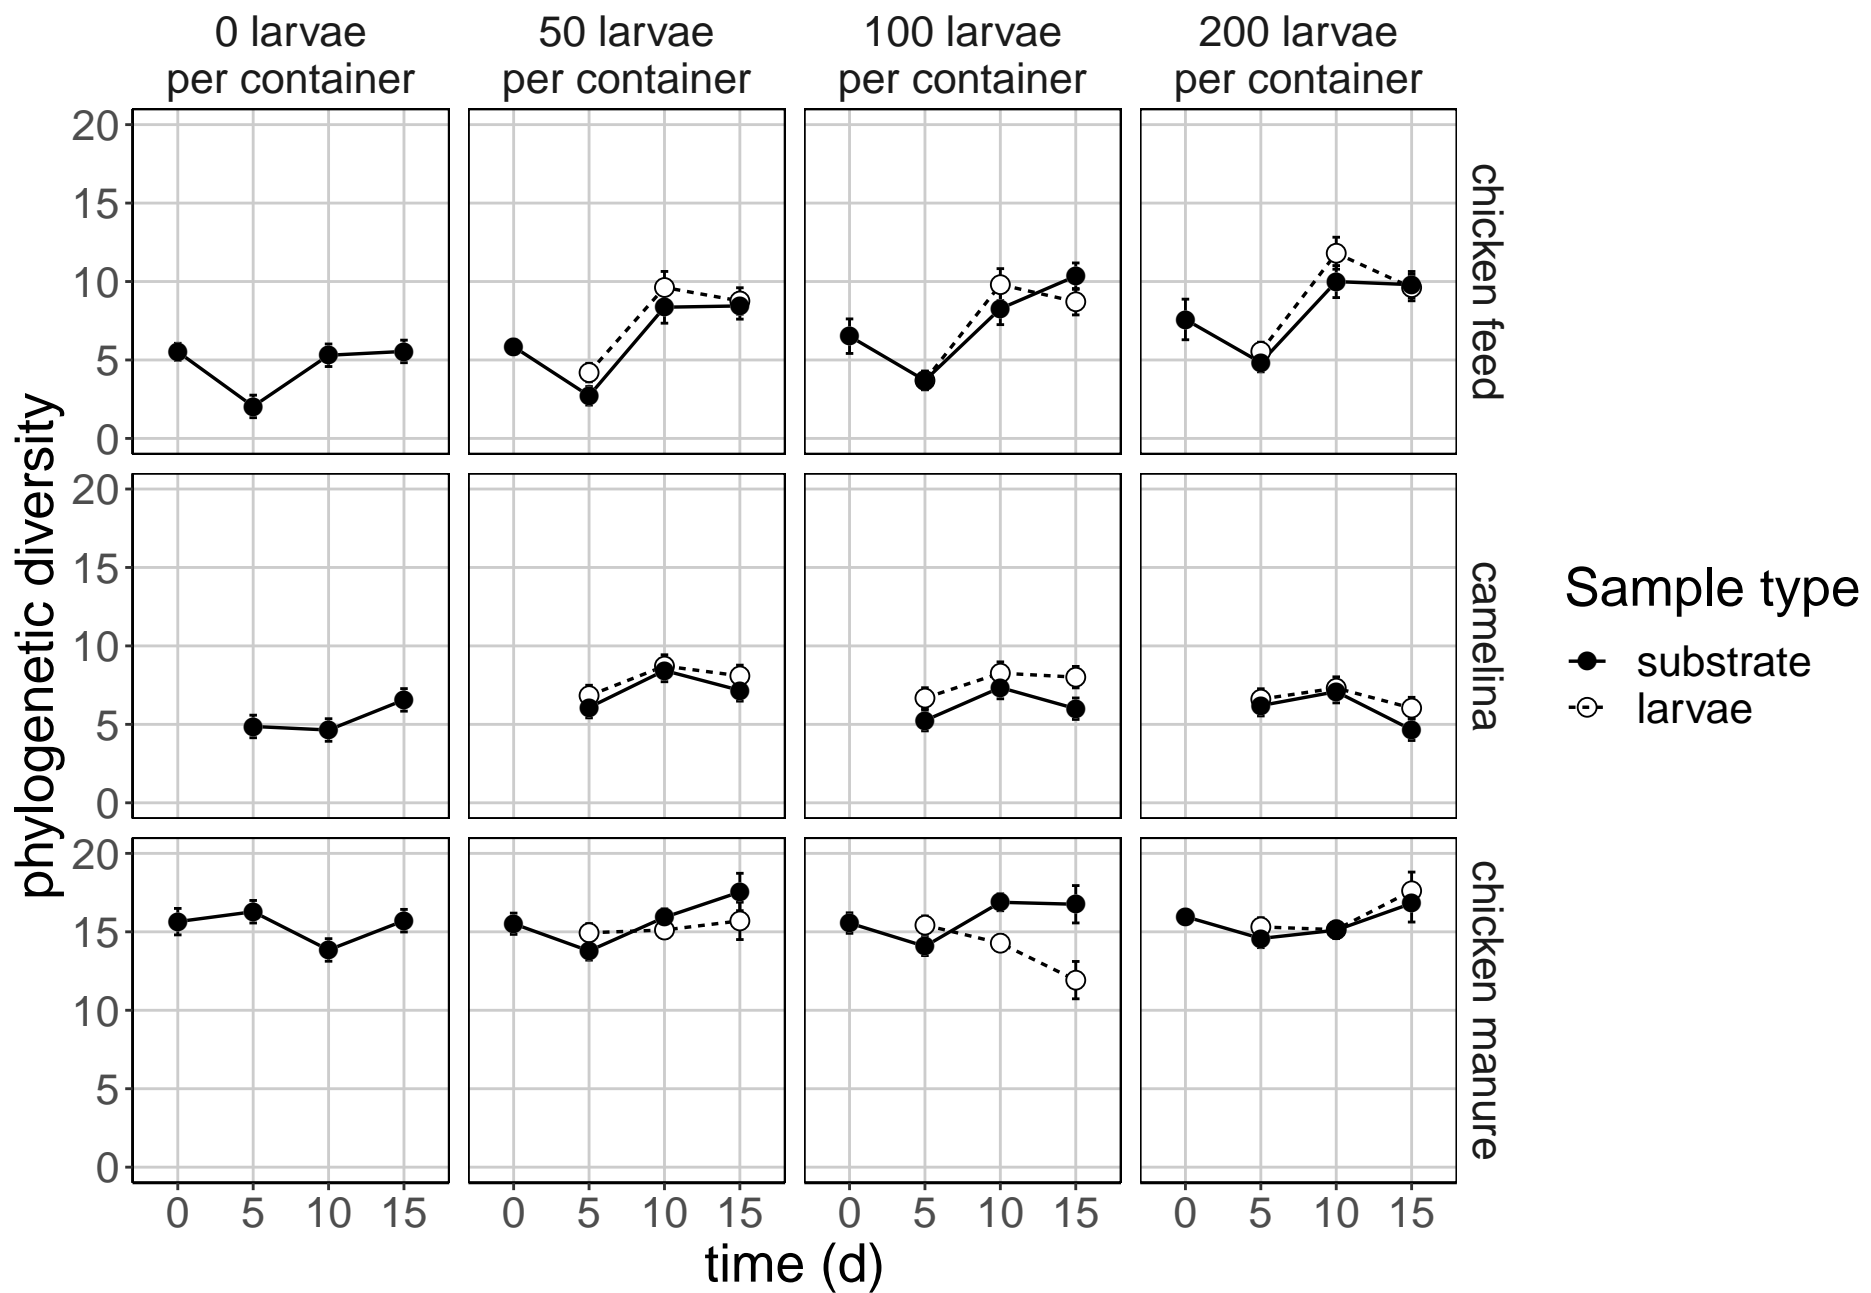 0 larvae
per container
50 larvae
per container
100 larvae
per container
200 larvae
per container
phylogenetic diversity
20
15
10
5
0
chicken feed
20
15
10
5
0
camelina
20
15
10
5
0
chicken manure
0 5 10 15
0 5 10 15
0 5 10 15
0 5 10 15
time (d)
Sample type
substrate
larvae